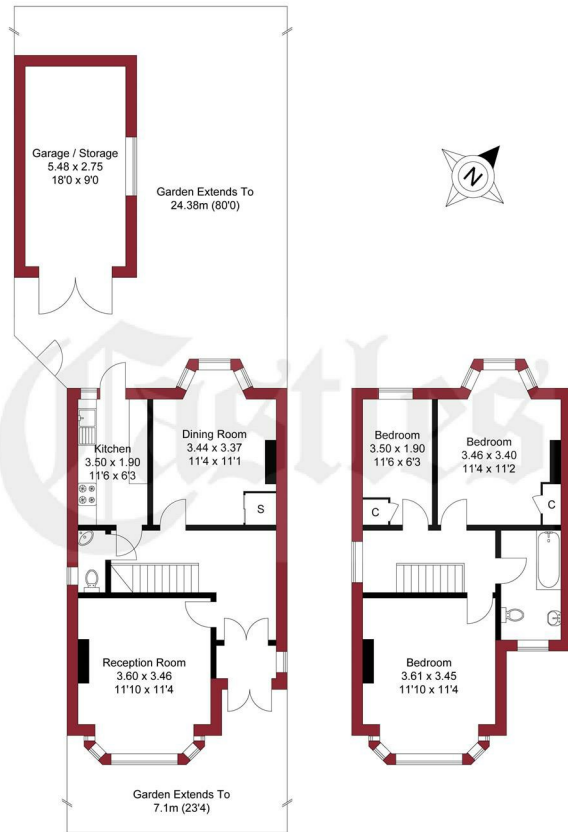 Garage / Storage
5.48 x 2.75
18'0 x 9'0
Garden Extends To
24.38m (80'0)
N
Castles
Kitchen
3.50 x 1.90
11'6 x 6'3
Dining Room
3.44 x 3.37
11'4 x 11'1
S
Reception Room
3.60 x 3.46
11'10 x 11'4
Garden Extends To
7.1m (23'4)
Bedroom
3.50 x 1.90
11'6 x 6'3
C
Bedroom
3.46 x 3.40
11'4 x 11'2
C
Bedroom
3.61 x 3.45
11'10 x 11'4